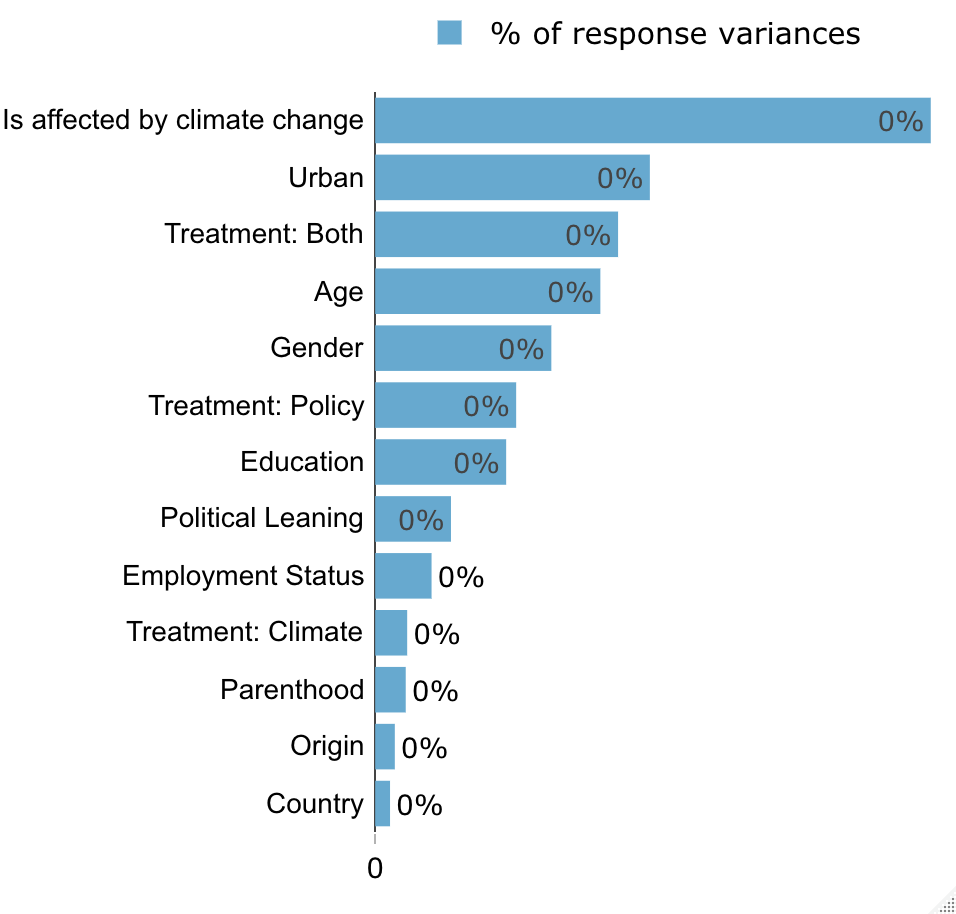 % of response variances
Is affected by climate change 0%
Urban 0%
Treatment: Both 0%
Age 0%
Gender 0%
Treatment: Policy 0%
Education 0%
Political Leaning 0%
Employment Status 0%
Treatment: Climate 0%
Parenthood 0%
Origin 0%
Country 0%
0